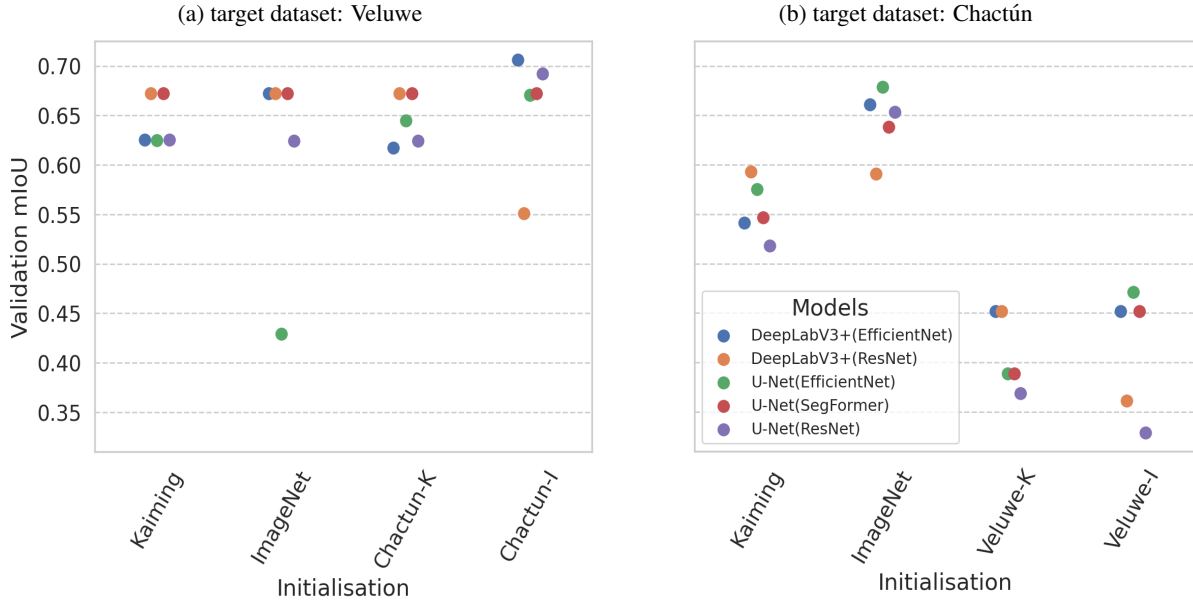 (a) target dataset: Veluwe
(b) target dataset: Chactún
Validation mIoU
0.70
0.65
0.60
0.55
0.50
0.45
0.40
0.35
Kaiming
ImageNet
Chactun-K
Chactun-I
Initialisation
Models
DeepLabV3+(EfficientNet)
DeepLabV3+(ResNet)
U-Net(EfficientNet)
U-Net(SegFormer)
U-Net(ResNet)
Kaiming
ImageNet
Veluwe-K
Veluwe-I
Initialisation